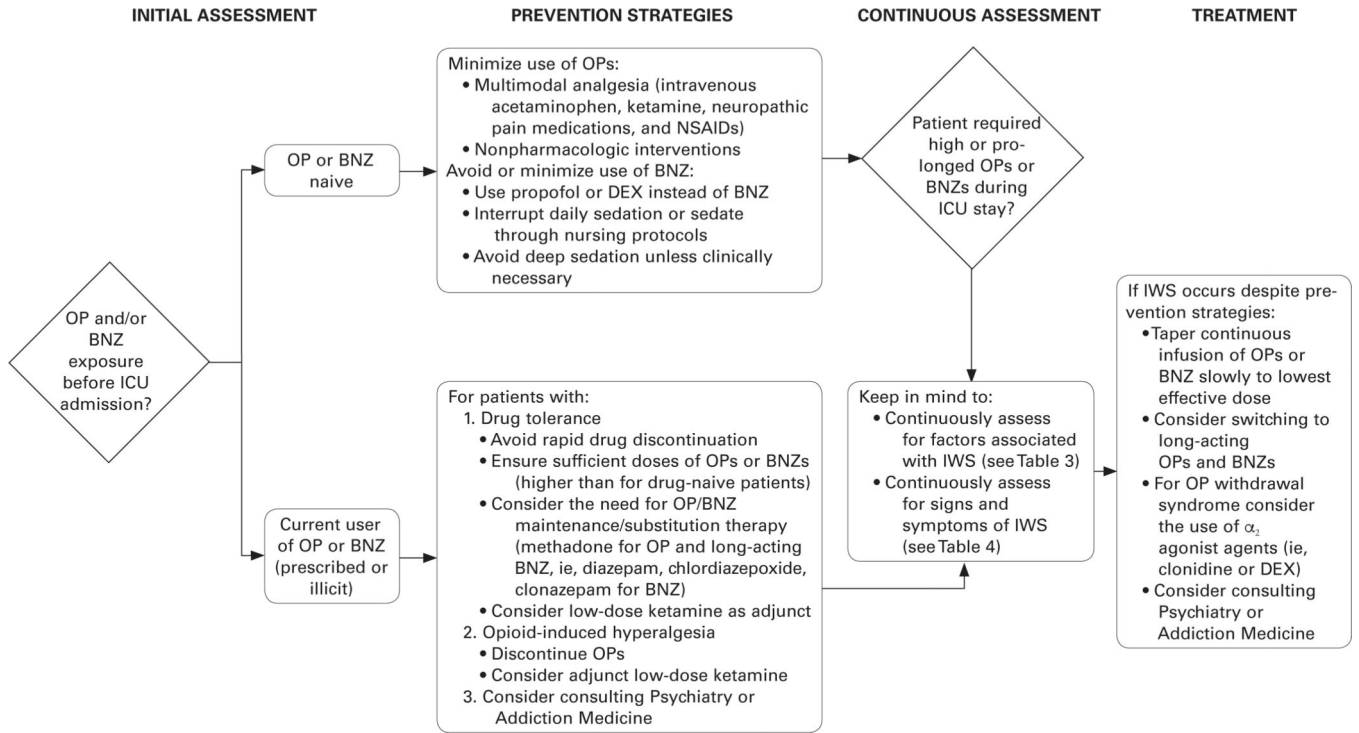 INITIAL ASSESSMENT
PREVENTION STRATEGIES
CONTINUOUS ASSESSMENT
TREATMENT
OP and/or
BNZ
exposure
before ICU
admission?
OP or BNZ
naive
Current user
of OP or BNZ
(prescribed or
illicit)
Minimize use of OPs:
• Multimodal analgesia (intravenous
acetaminophen, ketamine, neuropathic
pain medications, and NSAIDs)
• Nonpharmacologic interventions
Avoid or minimize use of BNZ:
• Use propofol or DEX instead of BNZ
• Interrupt daily sedation or sedate
through nursing protocols
• Avoid deep sedation unless clinically
necessary
For patients with:
1. Drug tolerance
• Avoid rapid drug discontinuation
• Ensure sufficient doses of OPs or BNZs
(higher than for drug-naive patients)
• Consider the need for OP/BNZ
maintenance/substitution therapy
(methadone for OP and long-acting
BNZ, ie, diazepam, chlordiazepoxide,
clonazepam for BNZ)
• Consider low-dose ketamine as adjunct
2. Opioid-induced hyperalgesia
• Discontinue OPs
• Consider adjunct low-dose ketamine
3. Consider consulting Psychiatry or
Addiction Medicine
Patient required
high or pro-
longed OPs or
BNZs during
ICU stay?
Keep in mind to:
• Continuously assess
for factors associated
with IWS (see Table 3)
• Continuously assess
for signs and
symptoms of IWS
(see Table 4)
If IWS occurs despite pre-
vention strategies:
• Taper continuous
infusion of OPs or
BNZ slowly to lowest
effective dose
• Consider switching to
long-acting
OPs and BNZs
• For OP withdrawal
syndrome consider
the use of α₂
agonist agents (ie,
clonidine or DEX)
• Consider consulting
Psychiatry or
Addiction Medicine